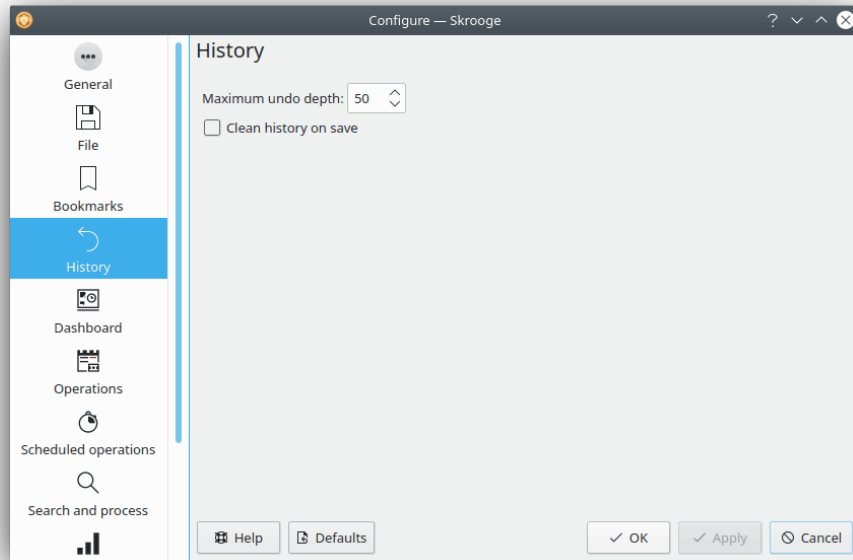 Configure — Skrooge
General
File
Bookmarks
History
Dashboard
Operations
Scheduled operations
Search and process
History
Maximum undo depth: 50
Clean history on save
Help
Defaults
OK
Apply
Cancel